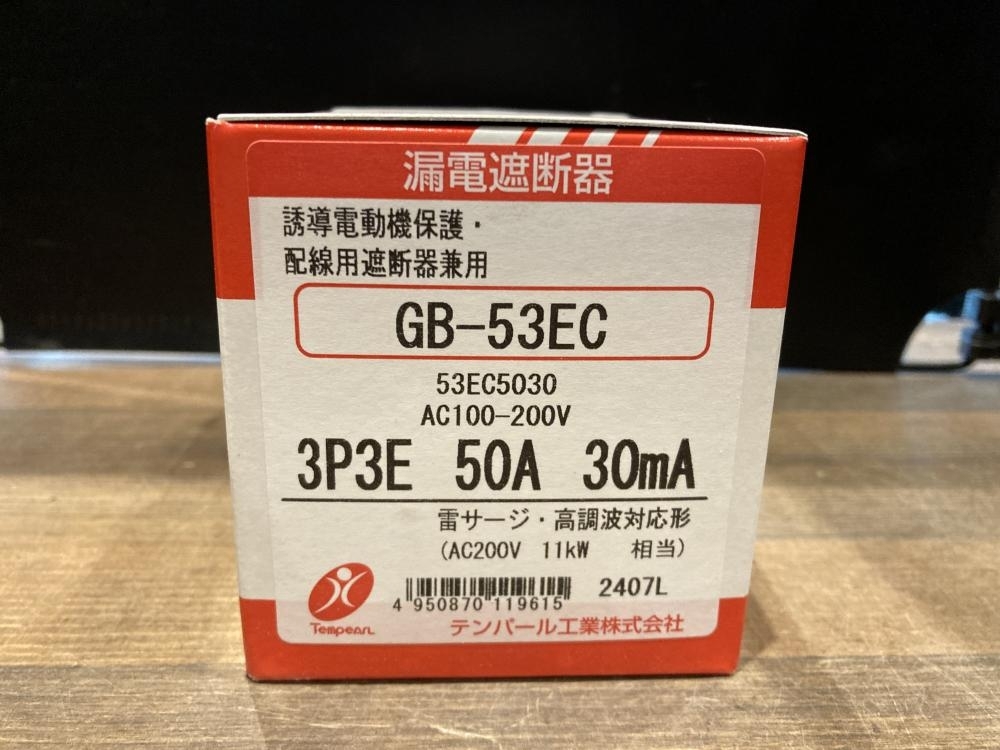 漏電遮断器
誘導電動機保護・
配線用遮断器兼用
GB-53EC
53EC5030
AC100-200V
3P3E 50A 30mA
雷サージ・高調波対応形
(AC200V 11kW 相当)
4 950870 119615
2407L
Tempearl
テンパール工業株式会社